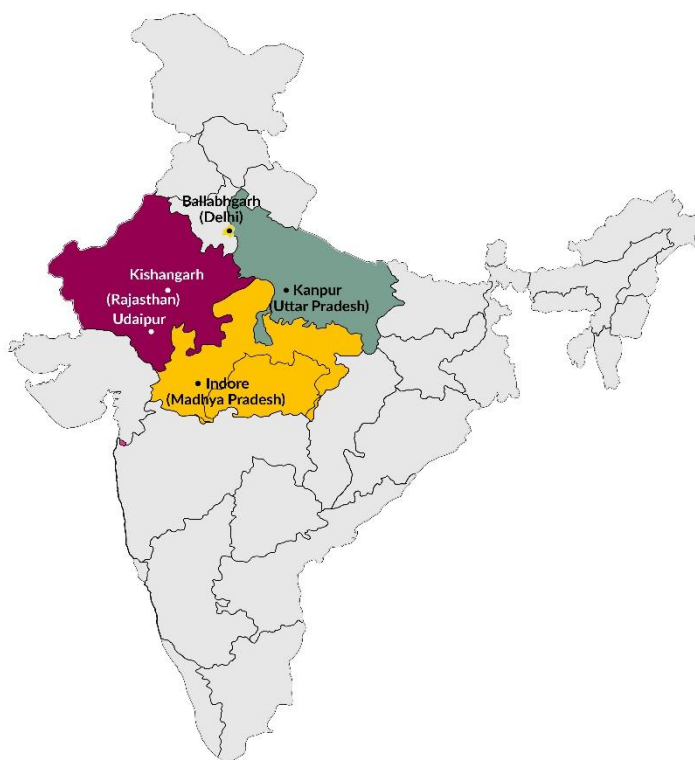 Ballabhgarh
(Delhi)
Kishangarh
(Rajasthan)
Udaipur
Kanpur
(Uttar Pradesh)
Indore
(Madhya Pradesh)